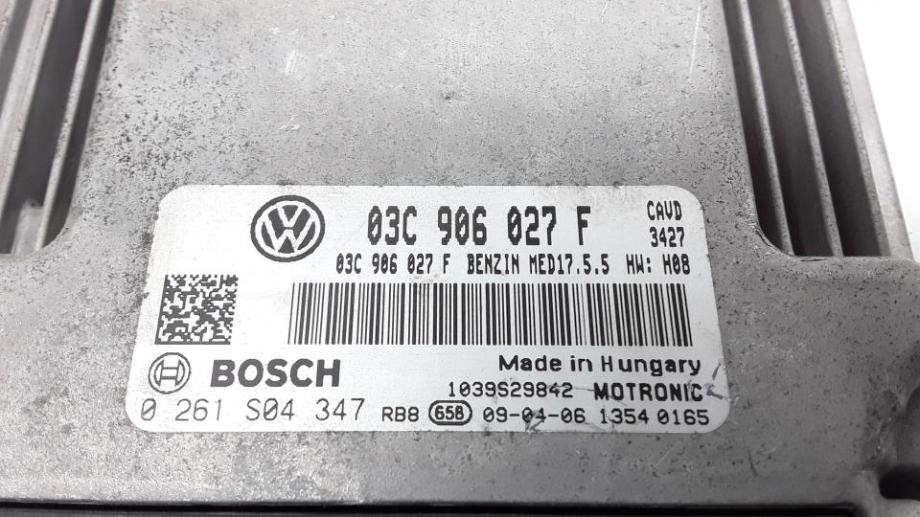 03C 906 027 F CAVD
3427
03C 906 027 F BENZIN MED17.5.5 HW: H08
BOSCH Made in Hungary
1039S29842 MOTRONIC
0 261 S04 347 RB8 658 09-04-06 1354 0165